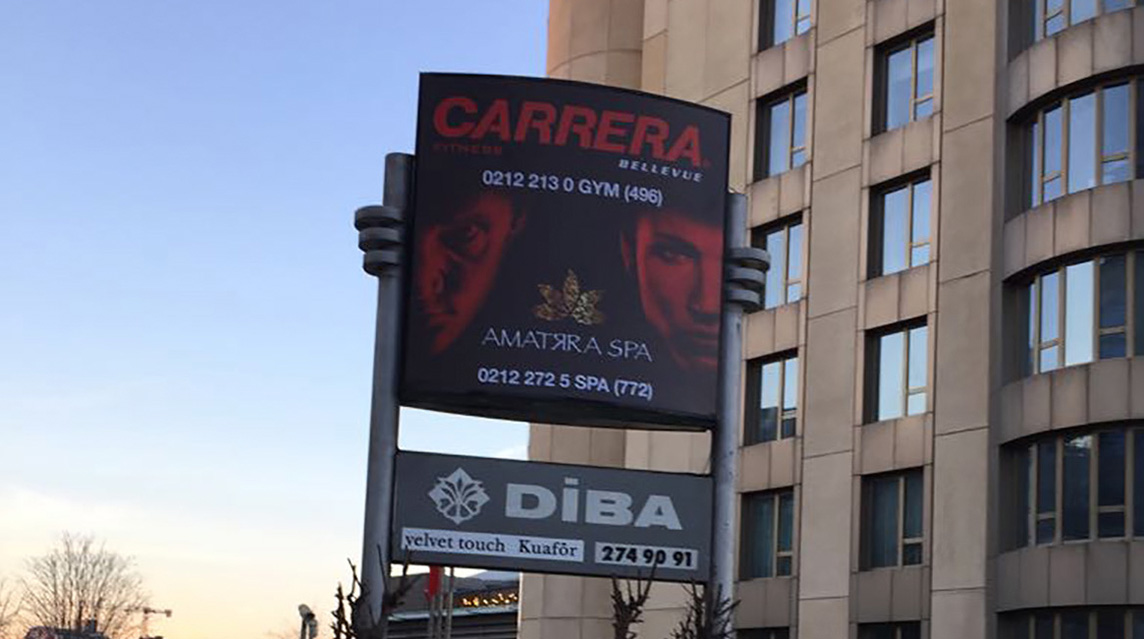 CARRERA
FITNESS
BELLEVUE
0212 213 0 GYM (496)
AMATЯRA SPA
0212 272 5 SPA (772)
DİBA
velvet touch Kuaför
274 90 91